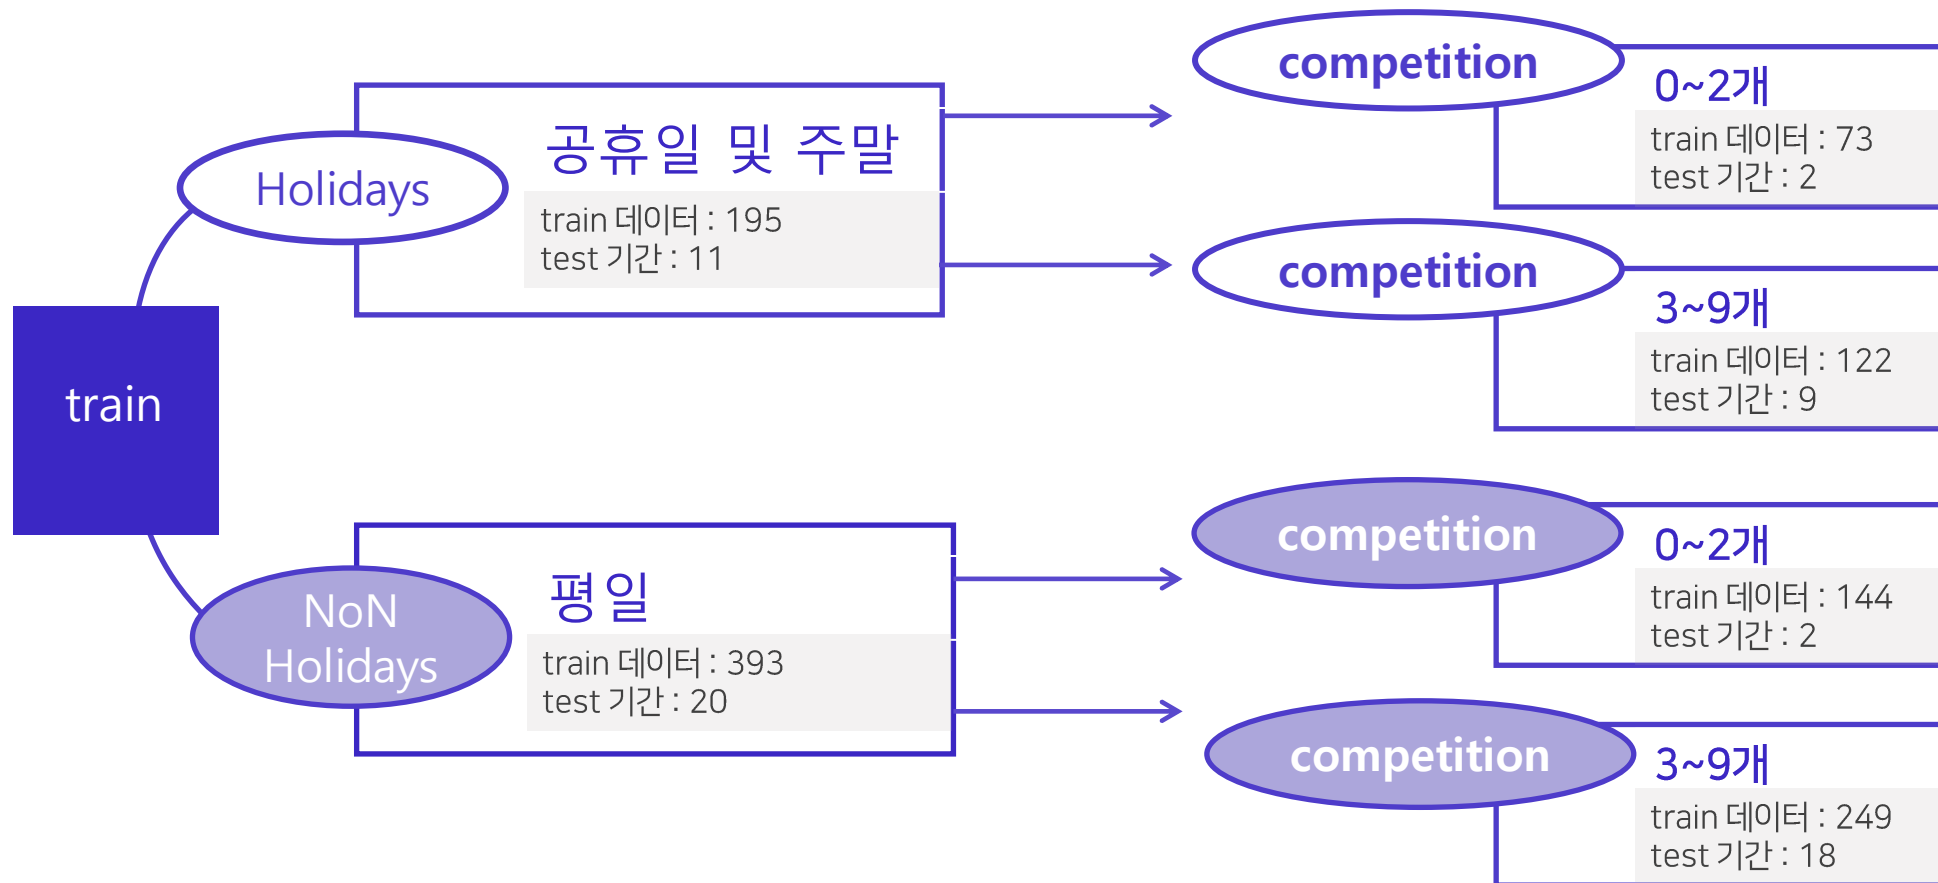 train
Holidays
공휴일 및 주말
train 데이터 : 195
test 기간 : 11
competition
0~2개
train 데이터 : 73
test 기간 : 2
competition
3~9개
train 데이터 : 122
test 기간 : 9
NoN
Holidays
평일
train 데이터 : 393
test 기간 : 20
competition
0~2개
train 데이터 : 144
test 기간 : 2
competition
3~9개
train 데이터 : 249
test 기간 : 18